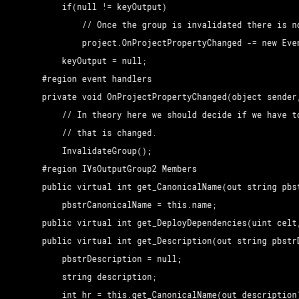 if(null != keyOutput)
// Once the group is invalidated there is no
project.OnProjectPropertyChanged -= new Even
keyOutput = null;
#region event handlers
private void OnProjectPropertyChanged(object sender,
// In theory here we should decide if we have to
// that is changed.
InvalidateGroup();
#region IVsOutputGroup2 Members
public virtual int get_CanonicalName(out string pbst
pbstrCanonicalName = this.name;
public virtual int get_DeployDependencies(uint celt,
public virtual int get_Description(out string pbstrD
pbstrDescription = null;
string description;
int hr = this.get_CanonicalName(out description)